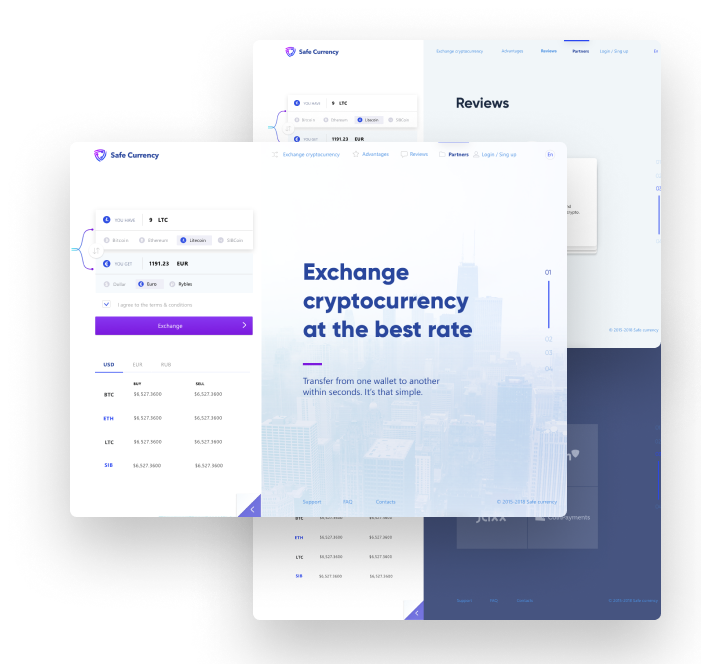 Safe Currency
Exchange cryptocurrency Advantages Reviews Partners Login / Sing up En
YOU HAVE 9 LTC
Bitcoin Ethereum Litecoin SIBCoin
YOU GET 1191.23 EUR
Reviews
© 2015-2018 Safe currency
Safe Currency
Exchange cryptocurrency Advantages Reviews Partners Login / Sing up En
YOU HAVE 9 LTC
Bitcoin Ethereum Litecoin SIBCoin
YOU GET 1191.23 EUR
Dollar Euro Rybles
I agree to the terms & conditions
Exchange
USD EUR RUB
BUY SELL
BTC $6,527.3600 $6,527.3600
ETH $6,527.3600 $6,527.3600
LTC $6,527.3600 $6,527.3600
SIB $6,527.3600 $6,527.3600
Exchange
cryptocurrency
at the best rate
Transfer from one wallet to another
within seconds. It's that simple.
01
02
03
04
Support FAQ Contacts © 2015-2018 Safe currency
Jaxx CoinPayments
BTC $6,527.3600 $6,527.3600
ETH $6,527.3600 $6,527.3600
LTC $6,527.3600 $6,527.3600
SIB $6,527.3600 $6,527.3600
Support FAQ Contacts © 2015-2018 Safe currency